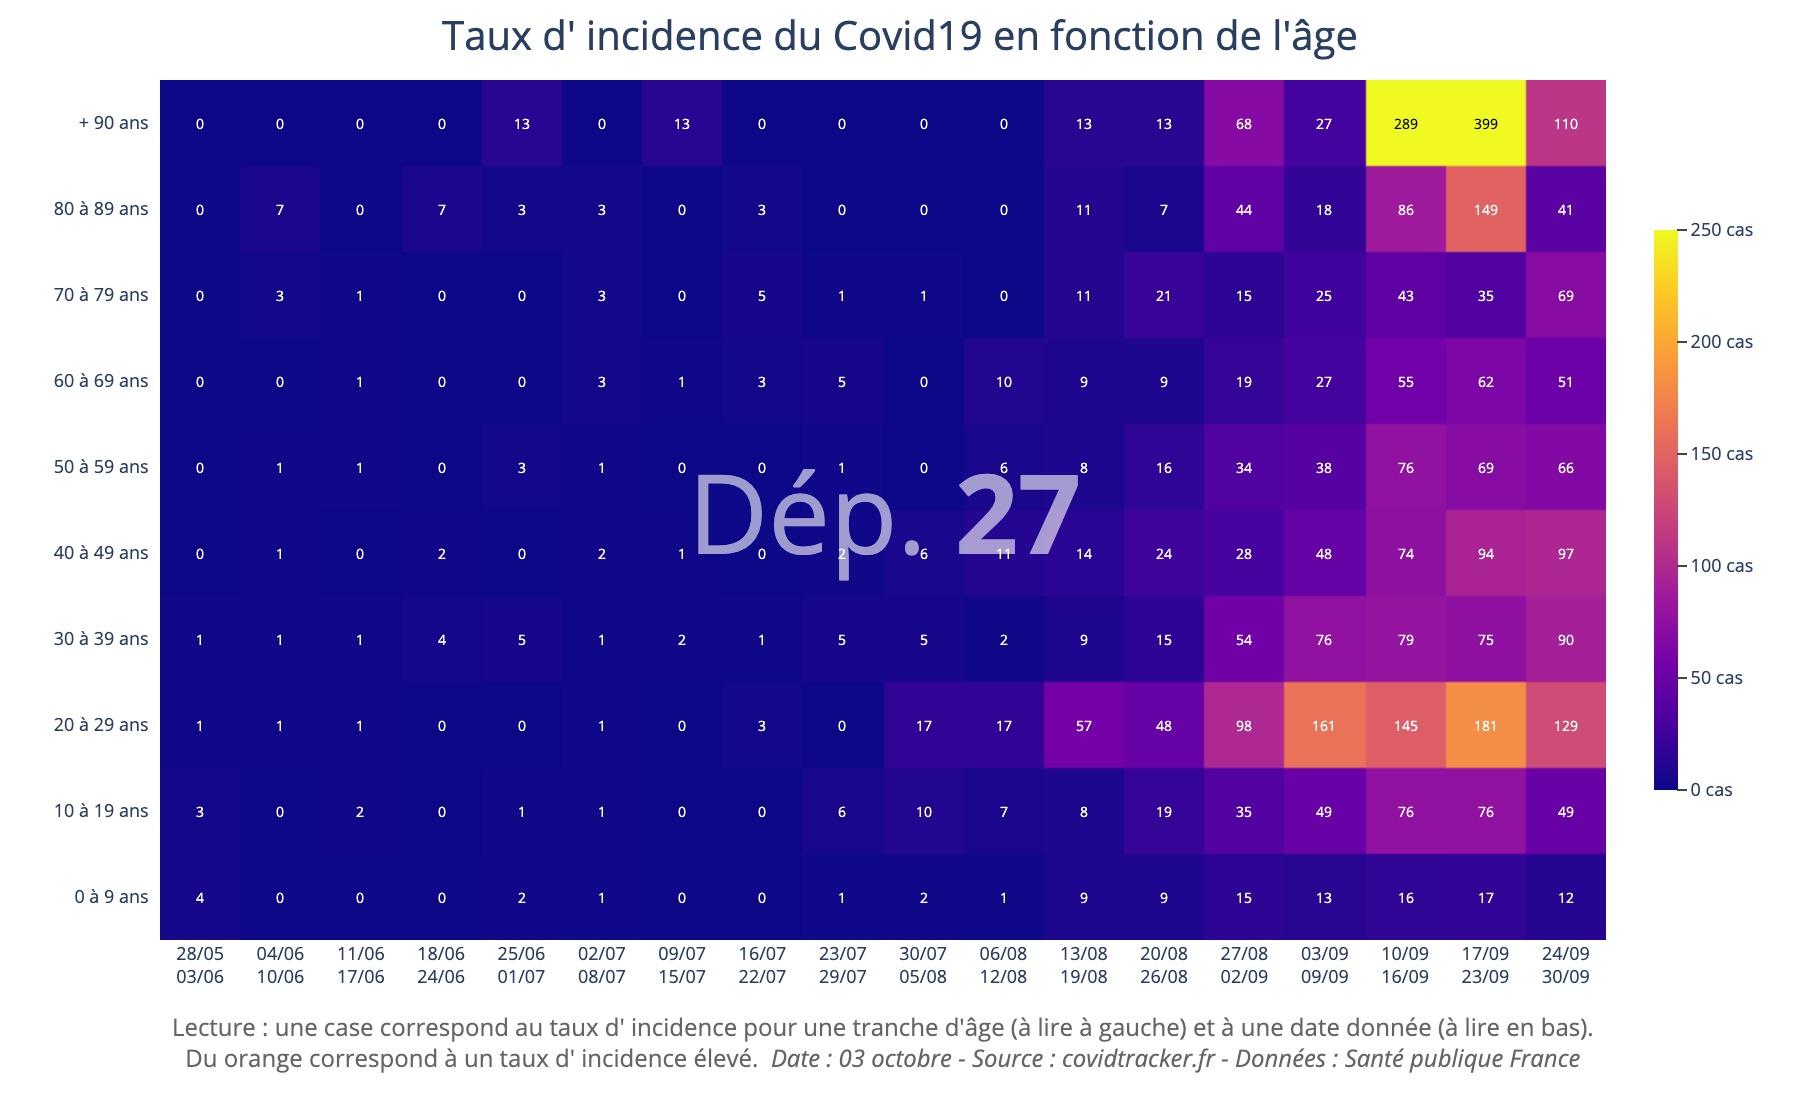 Taux d' incidence du Covid19 en fonction de l'âge
+ 90 ans 0 0 0 0 13 0 13 0 0 0 0 13 13 68 27 289 399 110
80 à 89 ans 0 7 0 7 3 3 0 3 0 0 0 11 7 44 18 86 149 41
70 à 79 ans 0 3 1 0 0 3 0 5 1 1 0 11 21 15 25 43 35 69
60 à 69 ans 0 0 1 0 0 3 1 3 5 0 10 9 9 19 27 55 62 51
50 à 59 ans 0 1 1 0 3 1 0 0 1 0 6 8 16 34 38 76 69 66
Dép. 27
40 à 49 ans 0 1 0 2 0 2 1 0 2 6 11 14 24 28 48 74 94 97
30 à 39 ans 1 1 1 4 5 1 2 1 5 5 2 9 15 54 76 79 75 90
20 à 29 ans 1 1 1 0 0 1 0 3 0 17 17 57 48 98 161 145 181 129
10 à 19 ans 3 0 2 0 1 1 0 0 6 10 7 8 19 35 49 76 76 49
0 à 9 ans 4 0 0 0 2 1 0 0 1 2 1 9 9 15 13 16 17 12
28/05 04/06 11/06 18/06 25/06 02/07 09/07 16/07 23/07 30/07 06/08 13/08 20/08 27/08 03/09 10/09 17/09 24/09
03/06 10/06 17/06 24/06 01/07 08/07 15/07 22/07 29/07 05/08 12/08 19/08 26/08 02/09 09/09 16/09 23/09 30/09
250 cas
200 cas
150 cas
100 cas
50 cas
0 cas
Lecture : une case correspond au taux d' incidence pour une tranche d'âge (à lire à gauche) et à une date donnée (à lire en bas).
Du orange correspond à un taux d' incidence élevé. Date : 03 octobre - Source : covidtracker.fr - Données : Santé publique France